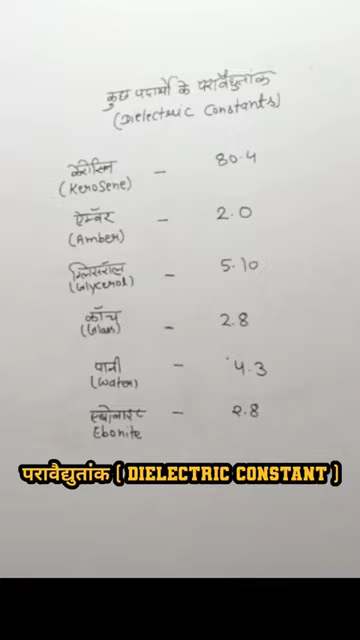 कुछ पदार्थो के परावैद्युतांक
(Dielectric Constants)
केरोसिन - 80.4
(Kerosene)
ऐम्बर - 2.0
(Amber)
ग्लिसरॉल - 5.10
(Glycerol)
काँच - 2.8
(Glass)
पानी - 4.3
(Water)
एबोनाइट - 2.8
Ebonite
परावैद्युतांक ( DIELECTRIC CONSTANT )